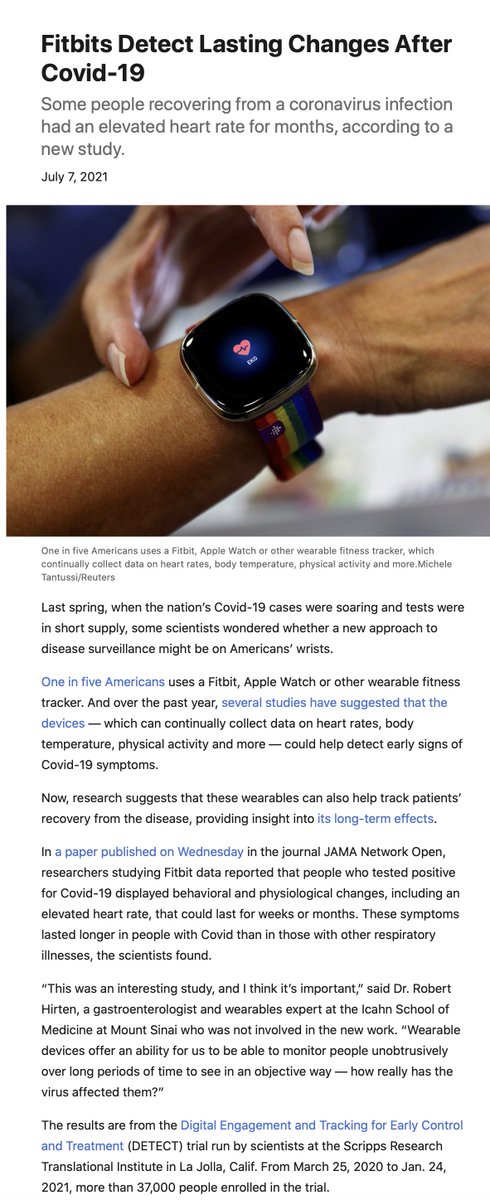 Fitbits Detect Lasting Changes After
Covid-19
Some people recovering from a coronavirus infection
had an elevated heart rate for months, according to a
new study.
July 7, 2021
EKG
One in five Americans uses a Fitbit, Apple Watch or other wearable fitness tracker, which
continually collect data on heart rates, body temperature, physical activity and more.Michele
Tantussi/Reuters
Last spring, when the nation’s Covid-19 cases were soaring and tests were
in short supply, some scientists wondered whether a new approach to
disease surveillance might be on Americans’ wrists.
One in five Americans uses a Fitbit, Apple Watch or other wearable fitness
tracker. And over the past year, several studies have suggested that the
devices — which can continually collect data on heart rates, body
temperature, physical activity and more — could help detect early signs of
Covid-19 symptoms.
Now, research suggests that these wearables can also help track patients’
recovery from the disease, providing insight into its long-term effects.
In a paper published on Wednesday in the journal JAMA Network Open,
researchers studying Fitbit data reported that people who tested positive
for Covid-19 displayed behavioral and physiological changes, including an
elevated heart rate, that could last for weeks or months. These symptoms
lasted longer in people with Covid than in those with other respiratory
illnesses, the scientists found.
“This was an interesting study, and I think it’s important,” said Dr. Robert
Hirten, a gastroenterologist and wearables expert at the Icahn School of
Medicine at Mount Sinai who was not involved in the new work. “Wearable
devices offer an ability for us to be able to monitor people unobtrusively
over long periods of time to see in an objective way — how really has the
virus affected them?”
The results are from the Digital Engagement and Tracking for Early Control
and Treatment (DETECT) trial run by scientists at the Scripps Research
Translational Institute in La Jolla, Calif. From March 25, 2020 to Jan. 24,
2021, more than 37,000 people enrolled in the trial.